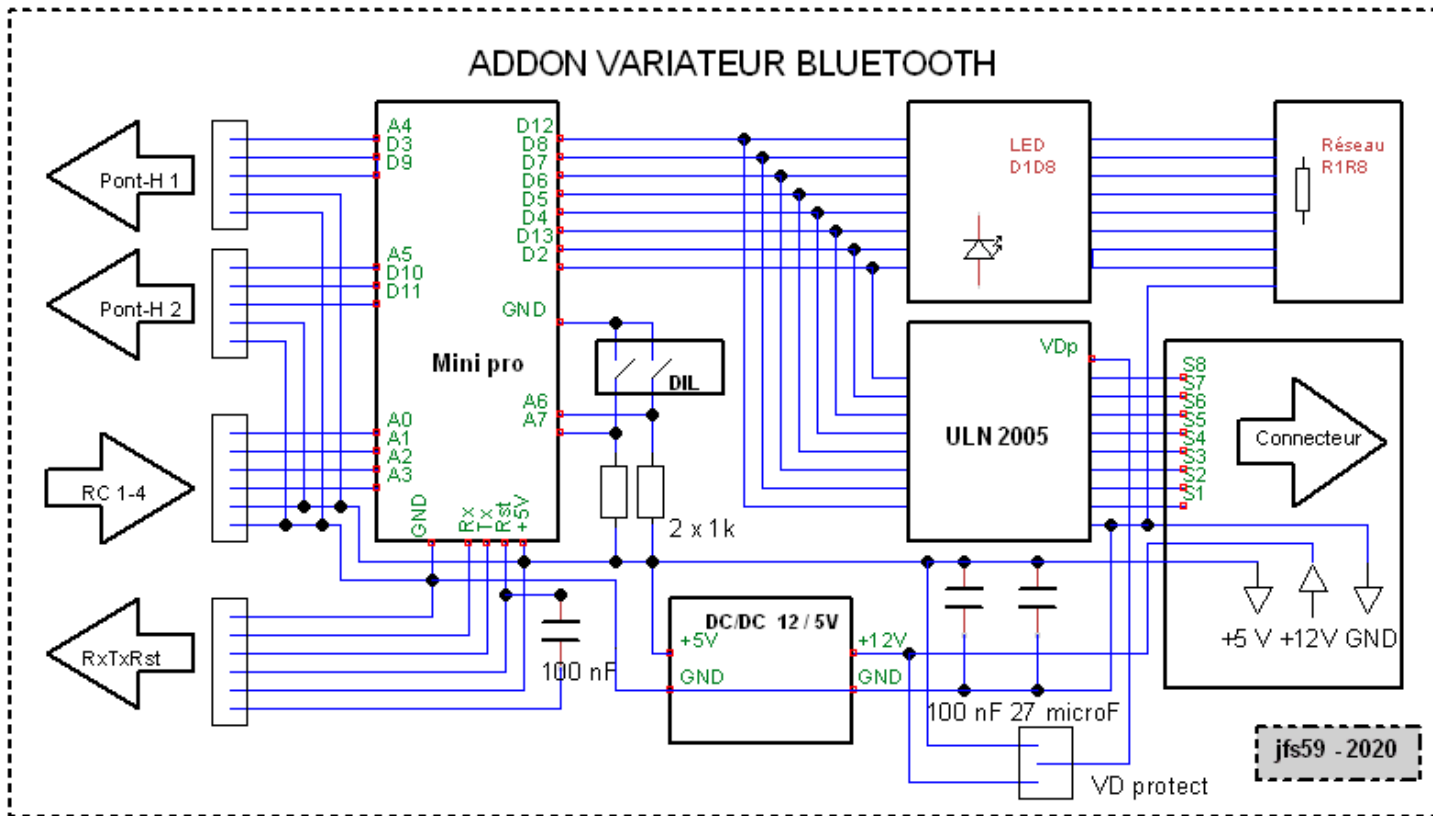 ADDON VARIATEUR BLUETOOTH
Pont-H 1
Pont-H 2
RC 1-4
RxTxRst
A4
D3
D9
A5
D10
D11
A0
A1
A2
A3
Mini pro
D12
D8
D7
D6
D5
D4
D13
D2
GND
A6
A7
GND
Rx
Tx
Rst
+5V
DIL
2 x 1k
100 nF
LED
D1D8
Réseau
R1R8
VDp
ULN 2005
S8
S7
S6
S5
S4
S3
S2
S1
Connecteur
+5 V +12V GND
DC/DC 12 / 5V
+5V
GND
+12V
GND
100 nF 27 microF
VD protect
jfs59 - 2020